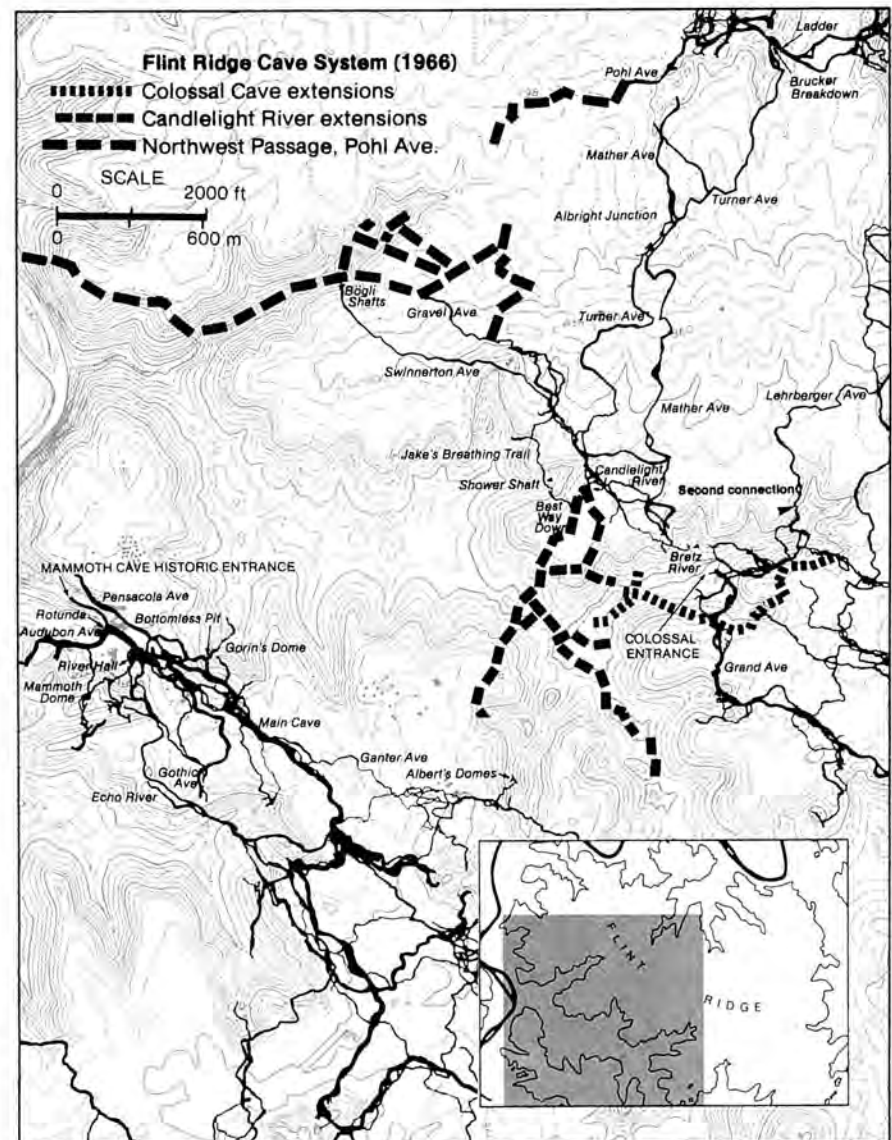 Flint Ridge Cave System (1966)
Colossal Cave extensions
Candlelight River extensions
Northwest Passage, Pohl Ave.
SCALE
0 2000 ft
0 600 m
Ladder
Pohl Ave
Brucker
Breakdown
Mather Ave
Turner Ave
Albright Junction
Bögli
Shafts
Gravel Ave
Turner Ave
Swinnerton Ave
Mather Ave
Lehrberger Ave
Jake's Breathing Trail
Candlelight
River
Shower Shaft
Second connection
Best
Way
Down
Bretz
River
MAMMOTH CAVE HISTORIC ENTRANCE
Pensacola Ave
Rotunda
Bottomless Pit
Audubon Ave
Gorin's Dome
COLOSSAL
ENTRANCE
River Hall
Grand Ave
Mammoth
Dome
Main Cave
Ganter Ave
Gothic
Ave
Albert's Domes
Echo River
FLINT
RIDGE